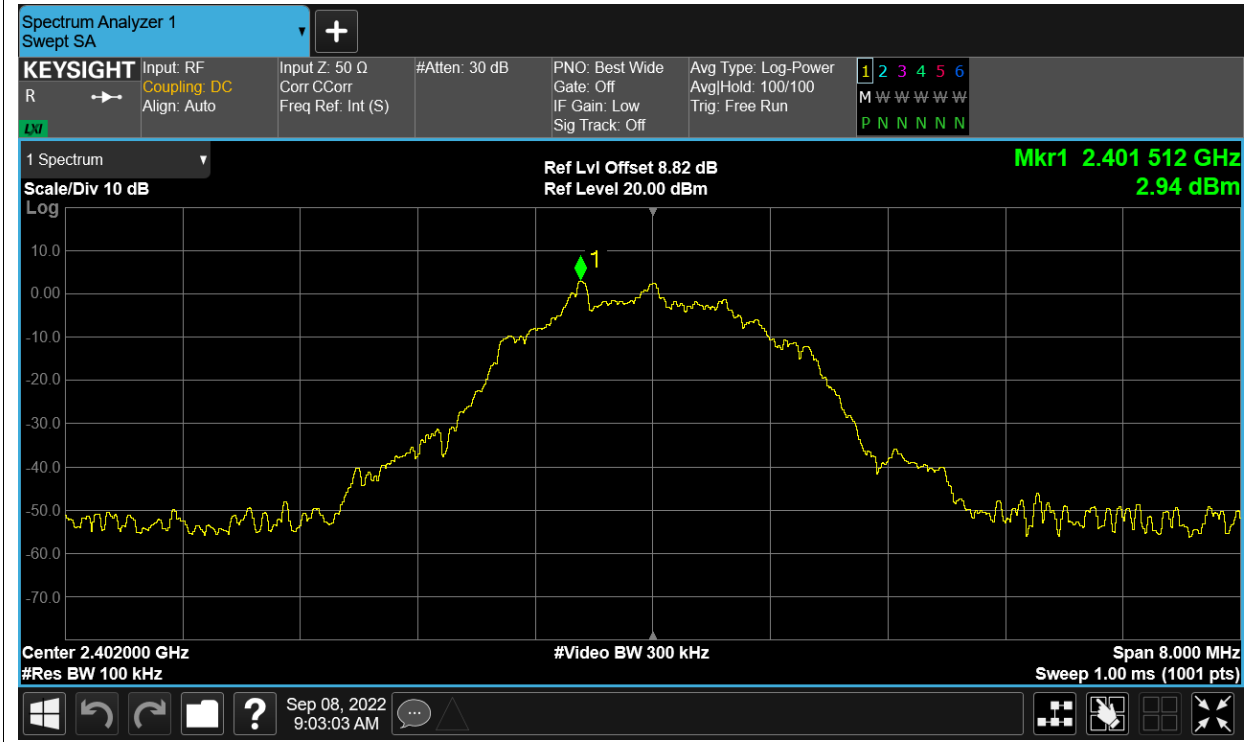 Spectrum Analyzer 1
Swept SA
+
KEYSIGHT
R
LXI
Input: RF
Coupling: DC
Align: Auto
Input Z: 50 Ω
Corr CCorr
Freq Ref: Int (S)
#Atten: 30 dB
PNO: Best Wide
Gate: Off
IF Gain: Low
Sig Track: Off
Avg Type: Log-Power
Avg|Hold: 100/100
Trig: Free Run
1 2 3 4 5 6
M W W W W W
P N N N N N
1 Spectrum
Scale/Div 10 dB
Log
Ref Lvl Offset 8.82 dB
Ref Level 20.00 dBm
Mkr1 2.401 512 GHz
2.94 dBm
1
10.0
0.00
-10.0
-20.0
-30.0
-40.0
-50.0
-60.0
-70.0
Center 2.402000 GHz
#Res BW 100 kHz
#Video BW 300 kHz
Span 8.000 MHz
Sweep 1.00 ms (1001 pts)
?
Sep 08, 2022
9:03:03 AM